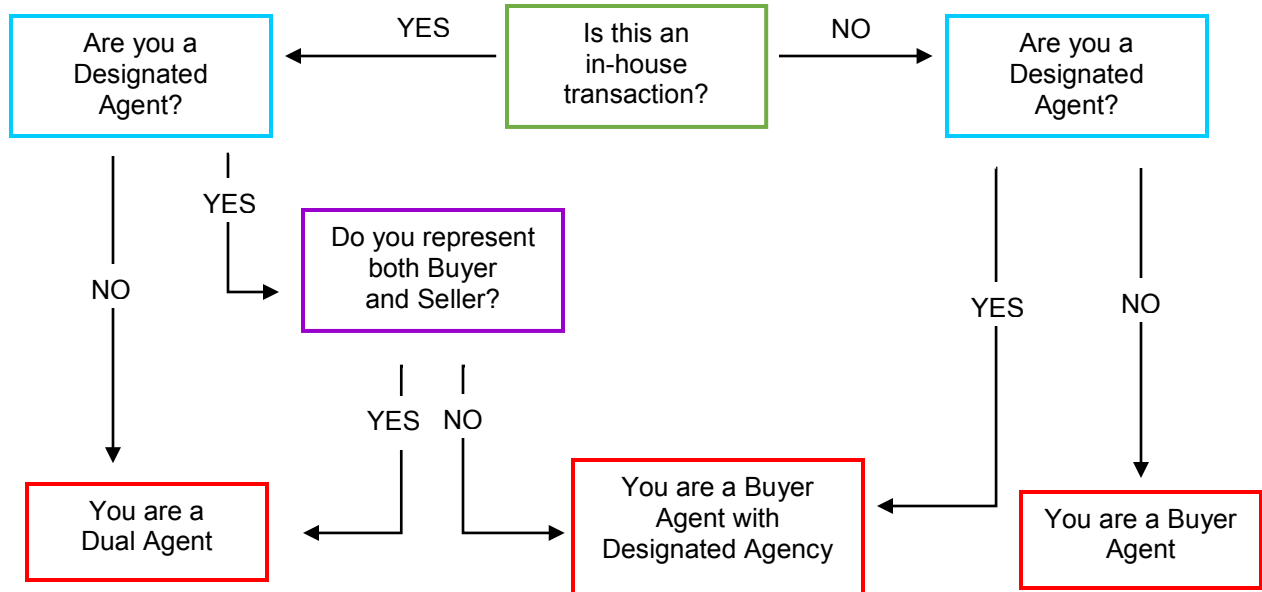 Are you a
Designated
Agent?
YES
Is this an
in-house
transaction?
NO
Are you a
Designated
Agent?
YES
Do you represent
both Buyer
and Seller?
NO
YES
NO
YES
NO
You are a
Dual Agent
You are a Buyer
Agent with
Designated Agency
You are a Buyer
Agent